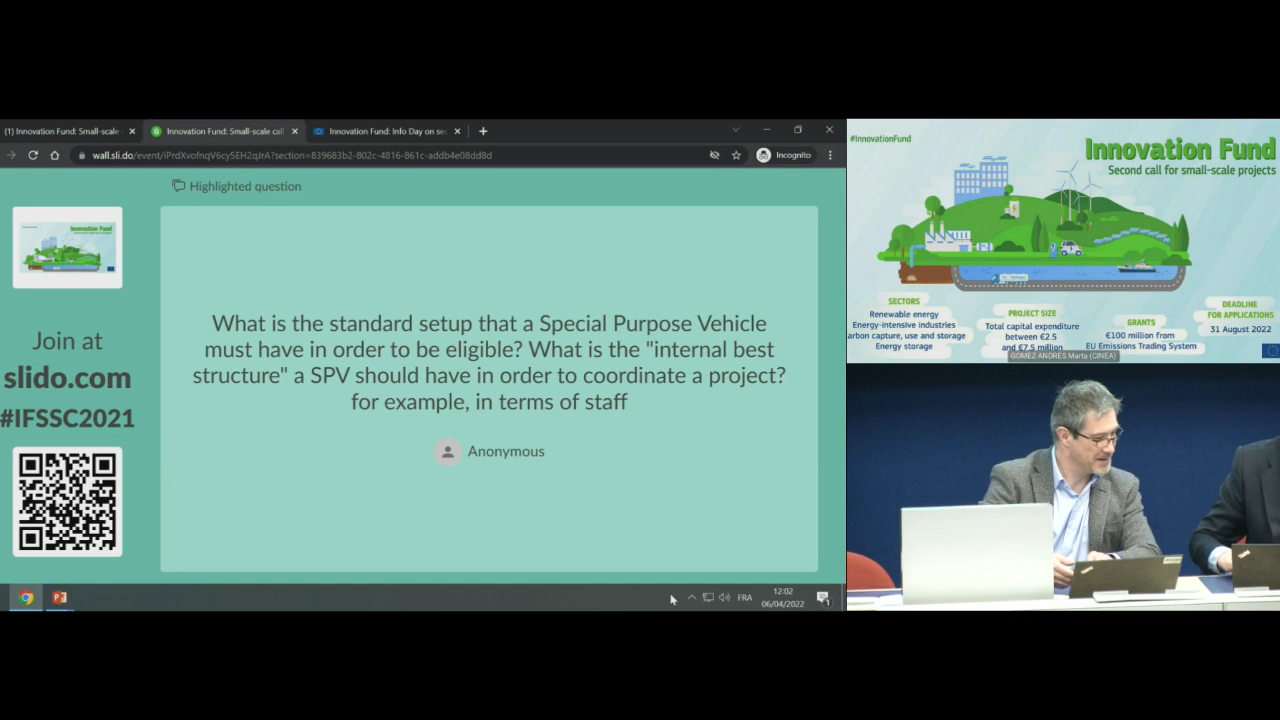 (1) Innovation Fund: Small-scale
Innovation Fund: Small-scale call
Innovation Fund: Info Day on se
wall.sli.do/event/iPrdXvofnqV6cy5EH2qJrA?section=839683b2-802c-4816-861c-addb4e08dd8d
Incognito
Highlighted question
Innovation Fund
Join at
slido.com
#IFSSC2021
What is the standard setup that a Special Purpose Vehicle
must have in order to be eligible? What is the "internal best
structure" a SPV should have in order to coordinate a project?
for example, in terms of staff
Anonymous
FRA
12:02
06/04/2022
1
#InnovationFund
Innovation Fund
Second call for small-scale projects
SECTORS
Renewable energy
Energy-intensive industries
arbon capture, use and storage
Energy storage
PROJECT SIZE
Total capital expenditure
between €2.5
and €7.5 million
GRANTS
€100 million from
EU Emissions Trading System
DEADLINE
FOR APPLICATIONS
31 August 2022
GOMEZ ANDRES Marta (CINEA)